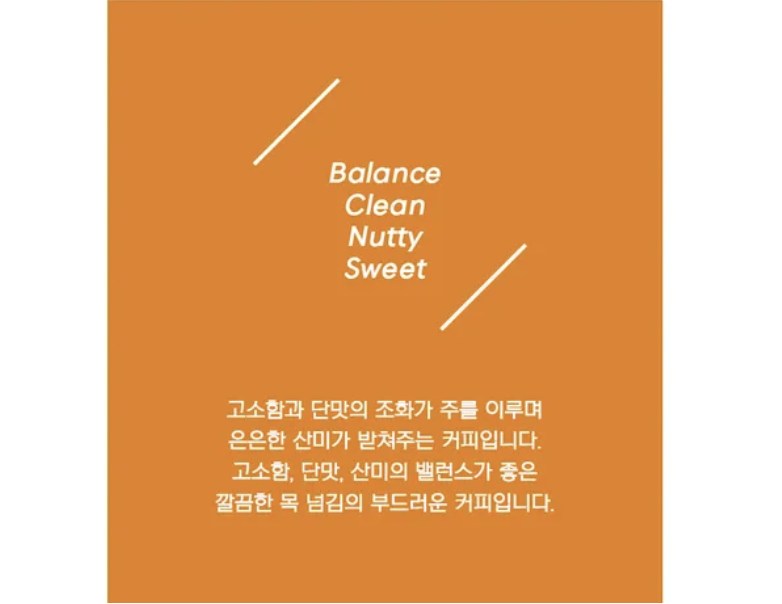 Balance
Clean
Nutty
Sweet
고소함과 단맛의 조화가 주를 이루며
은은한 산미가 받쳐주는 커피입니다.
고소함, 단맛, 산미의 밸런스가 좋은
깔끔한 목 넘김의 부드러운 커피입니다.